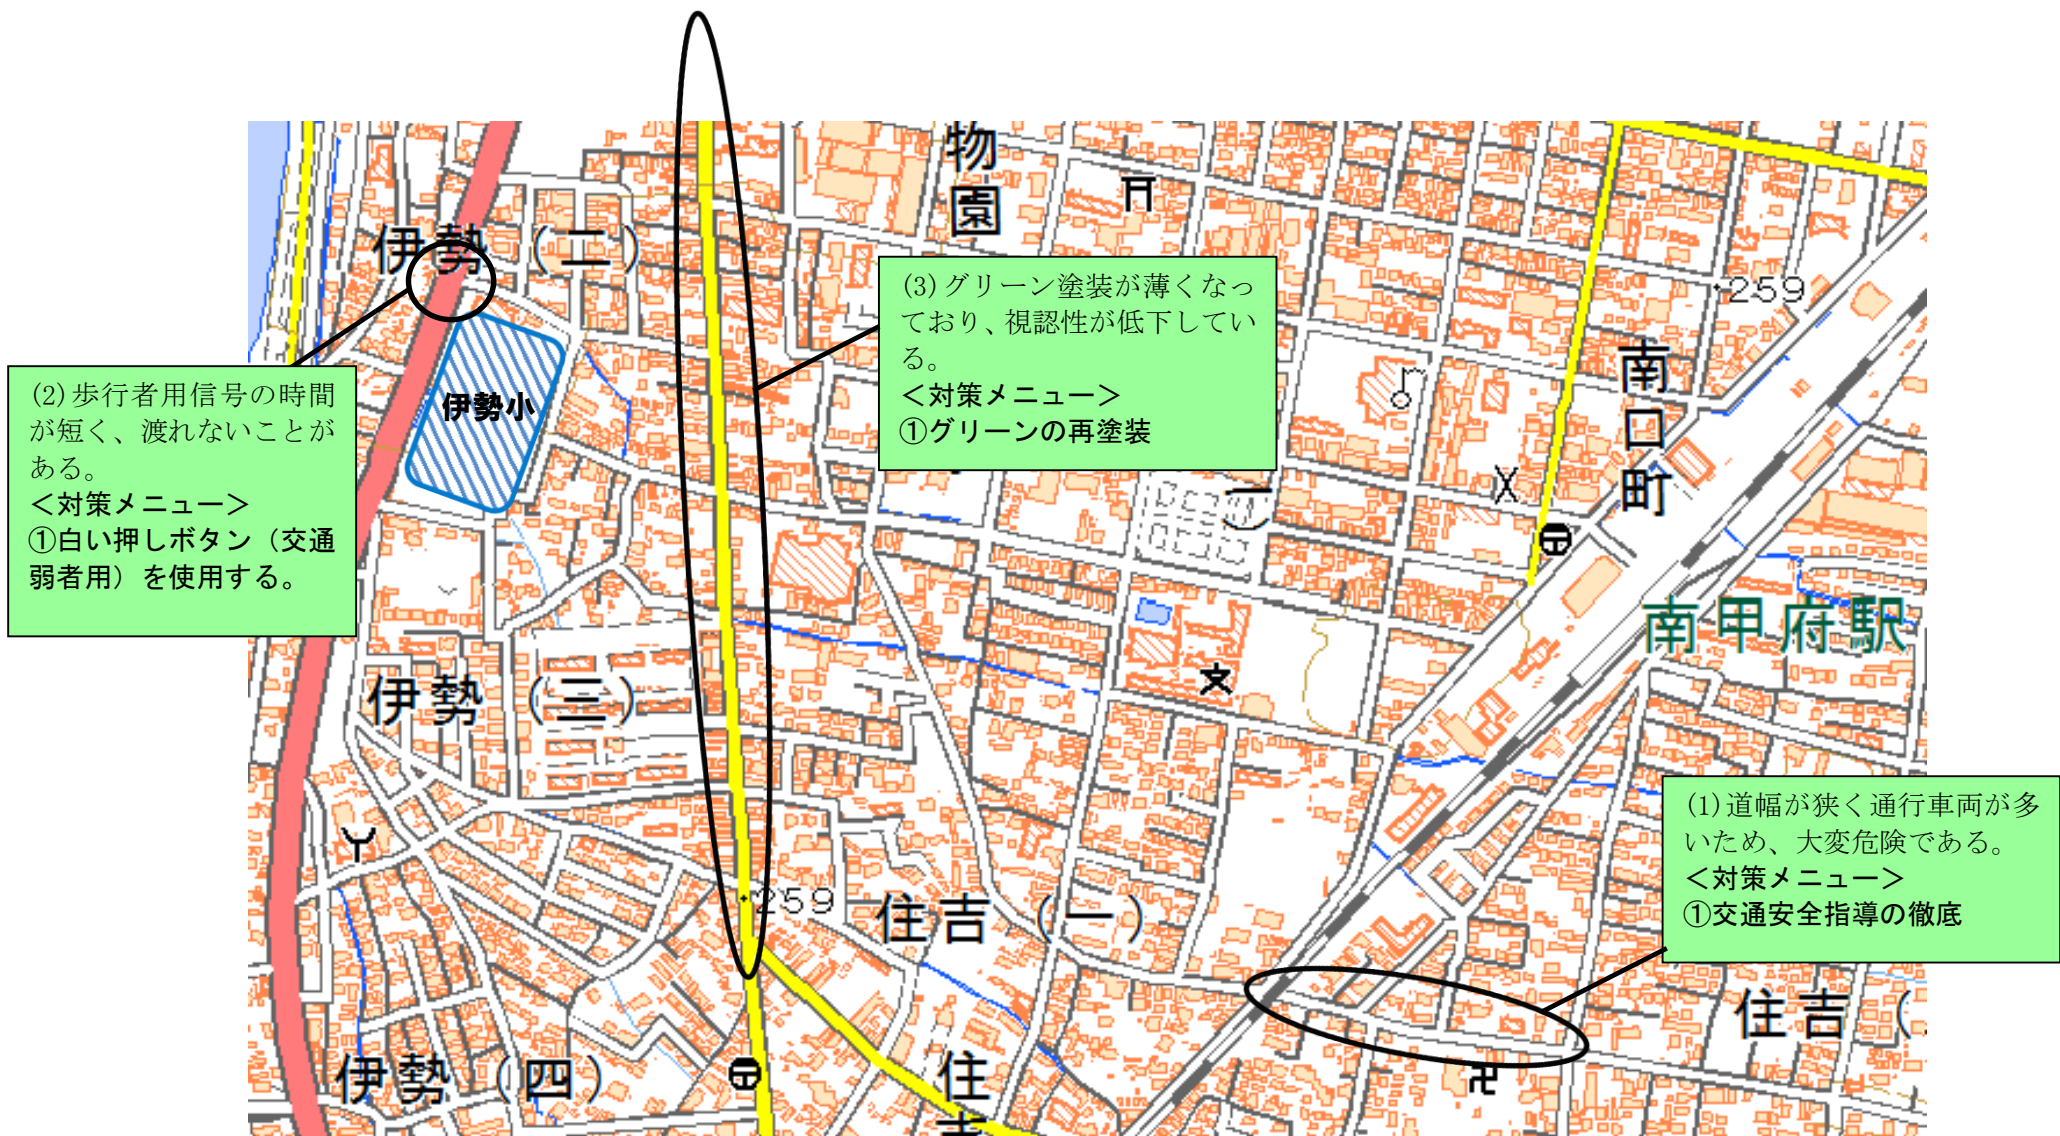 物園
伊勢（二）
(3)グリーン塗装が薄くなっ
ており、視認性が低下してい
る。
＜対策メニュー＞
①グリーンの再塗装
259
南口町
(2)歩行者用信号の時間
が短く、渡れないことが
ある。
＜対策メニュー＞
①白い押しボタン（交通
弱者用）を使用する。
伊勢小
南甲府駅
伊勢（三）
(1)道幅が狭く通行車両が多
いため、大変危険である。
＜対策メニュー＞
①交通安全指導の徹底
259
住吉（一）
住吉（
伊勢（四）
住吉